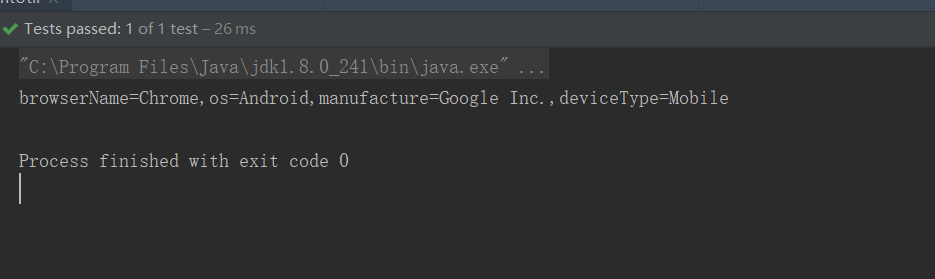 Tests passed: 1 of 1 test – 26 ms
"C:\Program Files\Java\jdk1.8.0_241\bin\java.exe" ...
browserName=Chrome,os=Android,manufacture=Google Inc.,deviceType=Mobile
Process finished with exit code 0